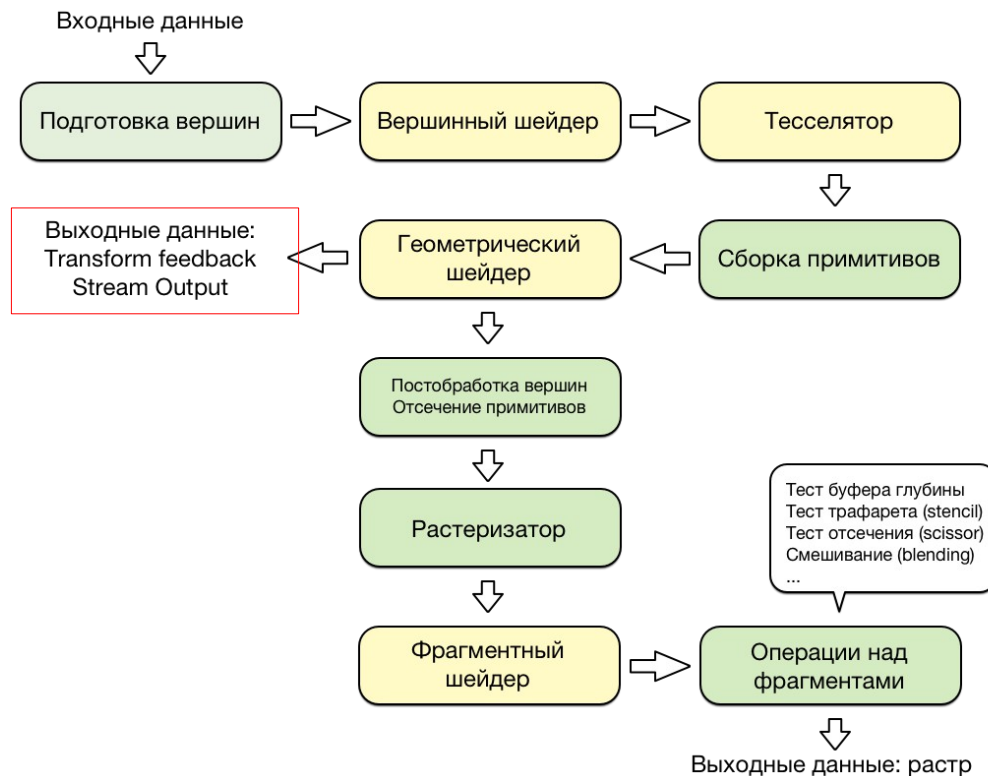 Входные данные
Подготовка вершин
Вершинный шейдер
Тесселятор
Выходные данные:
Transform feedback
Stream Output
Геометрический
шейдер
Сборка примитивов
Постобработка вершин
Отсечение примитивов
Растеризатор
Тест буфера глубины
Тест трафарета (stencil)
Тест отсечения (scissor)
Смешивание (blending)
...
Фрагментный
шейдер
Операции над
фрагментами
Выходные данные: растр